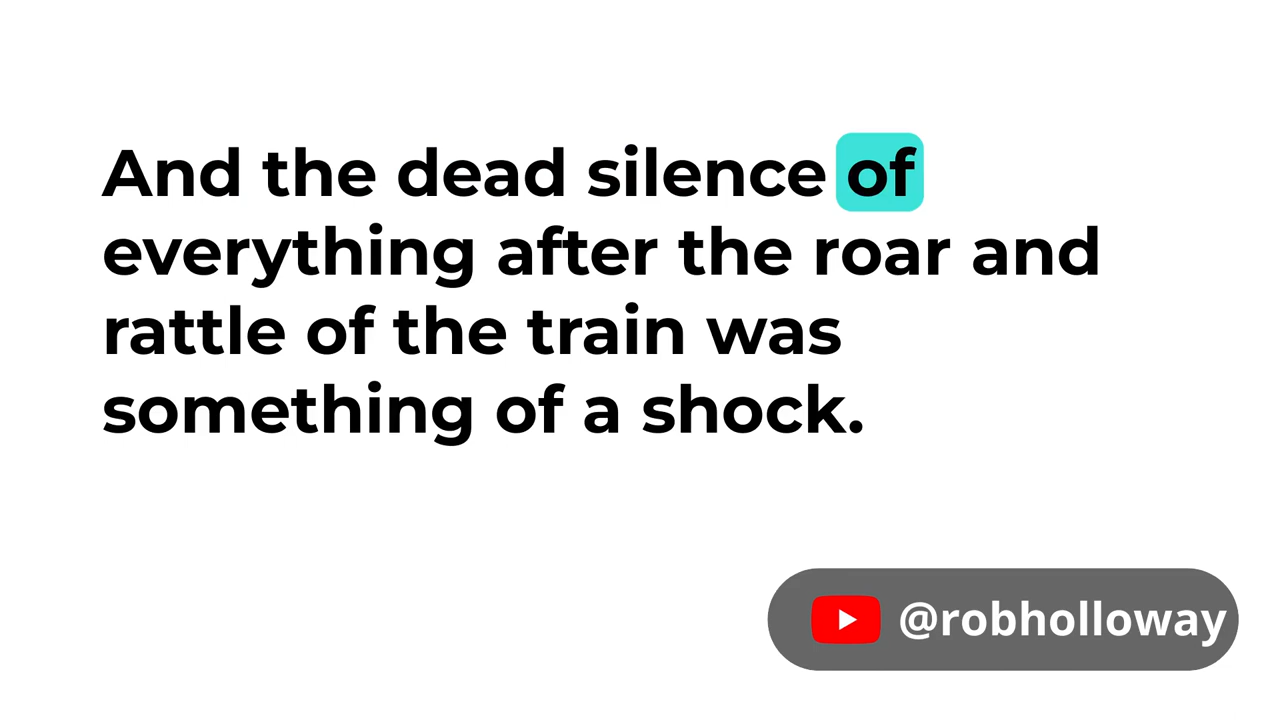 And the dead silence of
everything after the roar and
rattle of the train was
something of a shock.
@robholloway